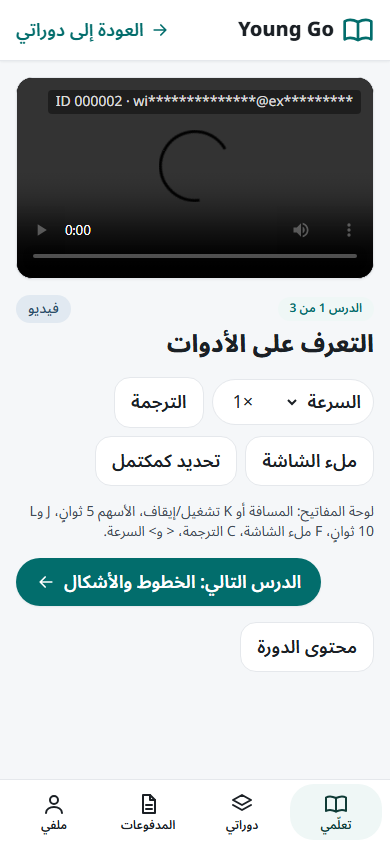 Young Go
العودة إلى دوراتي
ID 000002 · wi**************@ex*********
0:00
الدرس 1 من 3
فيديو
التعرف على الأدوات
السرعة
1×
الترجمة
ملء الشاشة
تحديد كمكتمل
لوحة المفاتيح: المسافة أو K تشغيل/إيقاف، الأسهم 5 ثوانٍ، J وL
10 ثوانٍ، F ملء الشاشة، C الترجمة، < و> السرعة.
الدرس التالي: الخطوط والأشكال
محتوى الدورة
تعلّمي
دوراتي
المدفوعات
ملفي